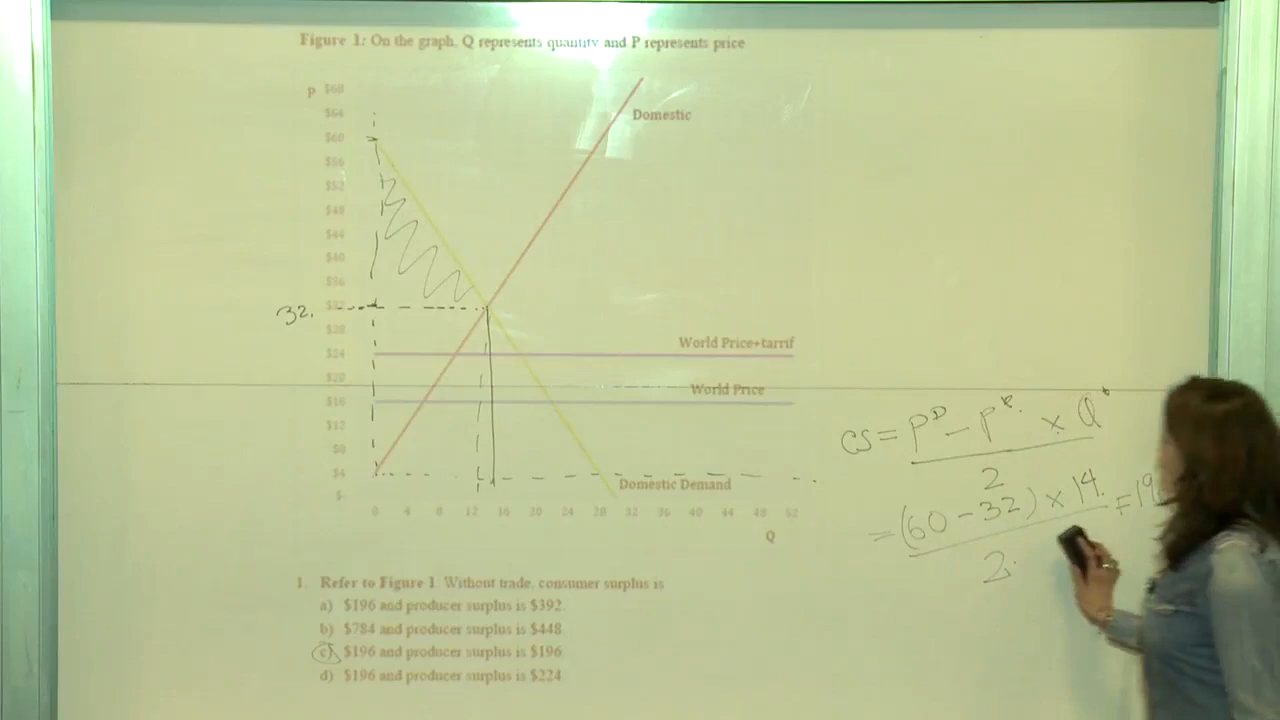 Figure 1: On the graph, Q represents quantity and P represents price
P
$68
$64
$60
$56
$52
$48
$44
$40
$36
$32
$28
$24
$20
$16
$12
$8
$4
$-
Domestic
32.
World Price+tarrif
World Price
Domestic Demand
0 4 8 12 16 20 24 28 32 36 40 44 48 52
Q
CS = P^D - P^* × Q^*
2
= (60 - 32) × 14 = 19
2
1. Refer to Figure 1. Without trade, consumer surplus is
a) $196 and producer surplus is $392.
b) $784 and producer surplus is $448.
c) $196 and producer surplus is $196.
d) $196 and producer surplus is $224.